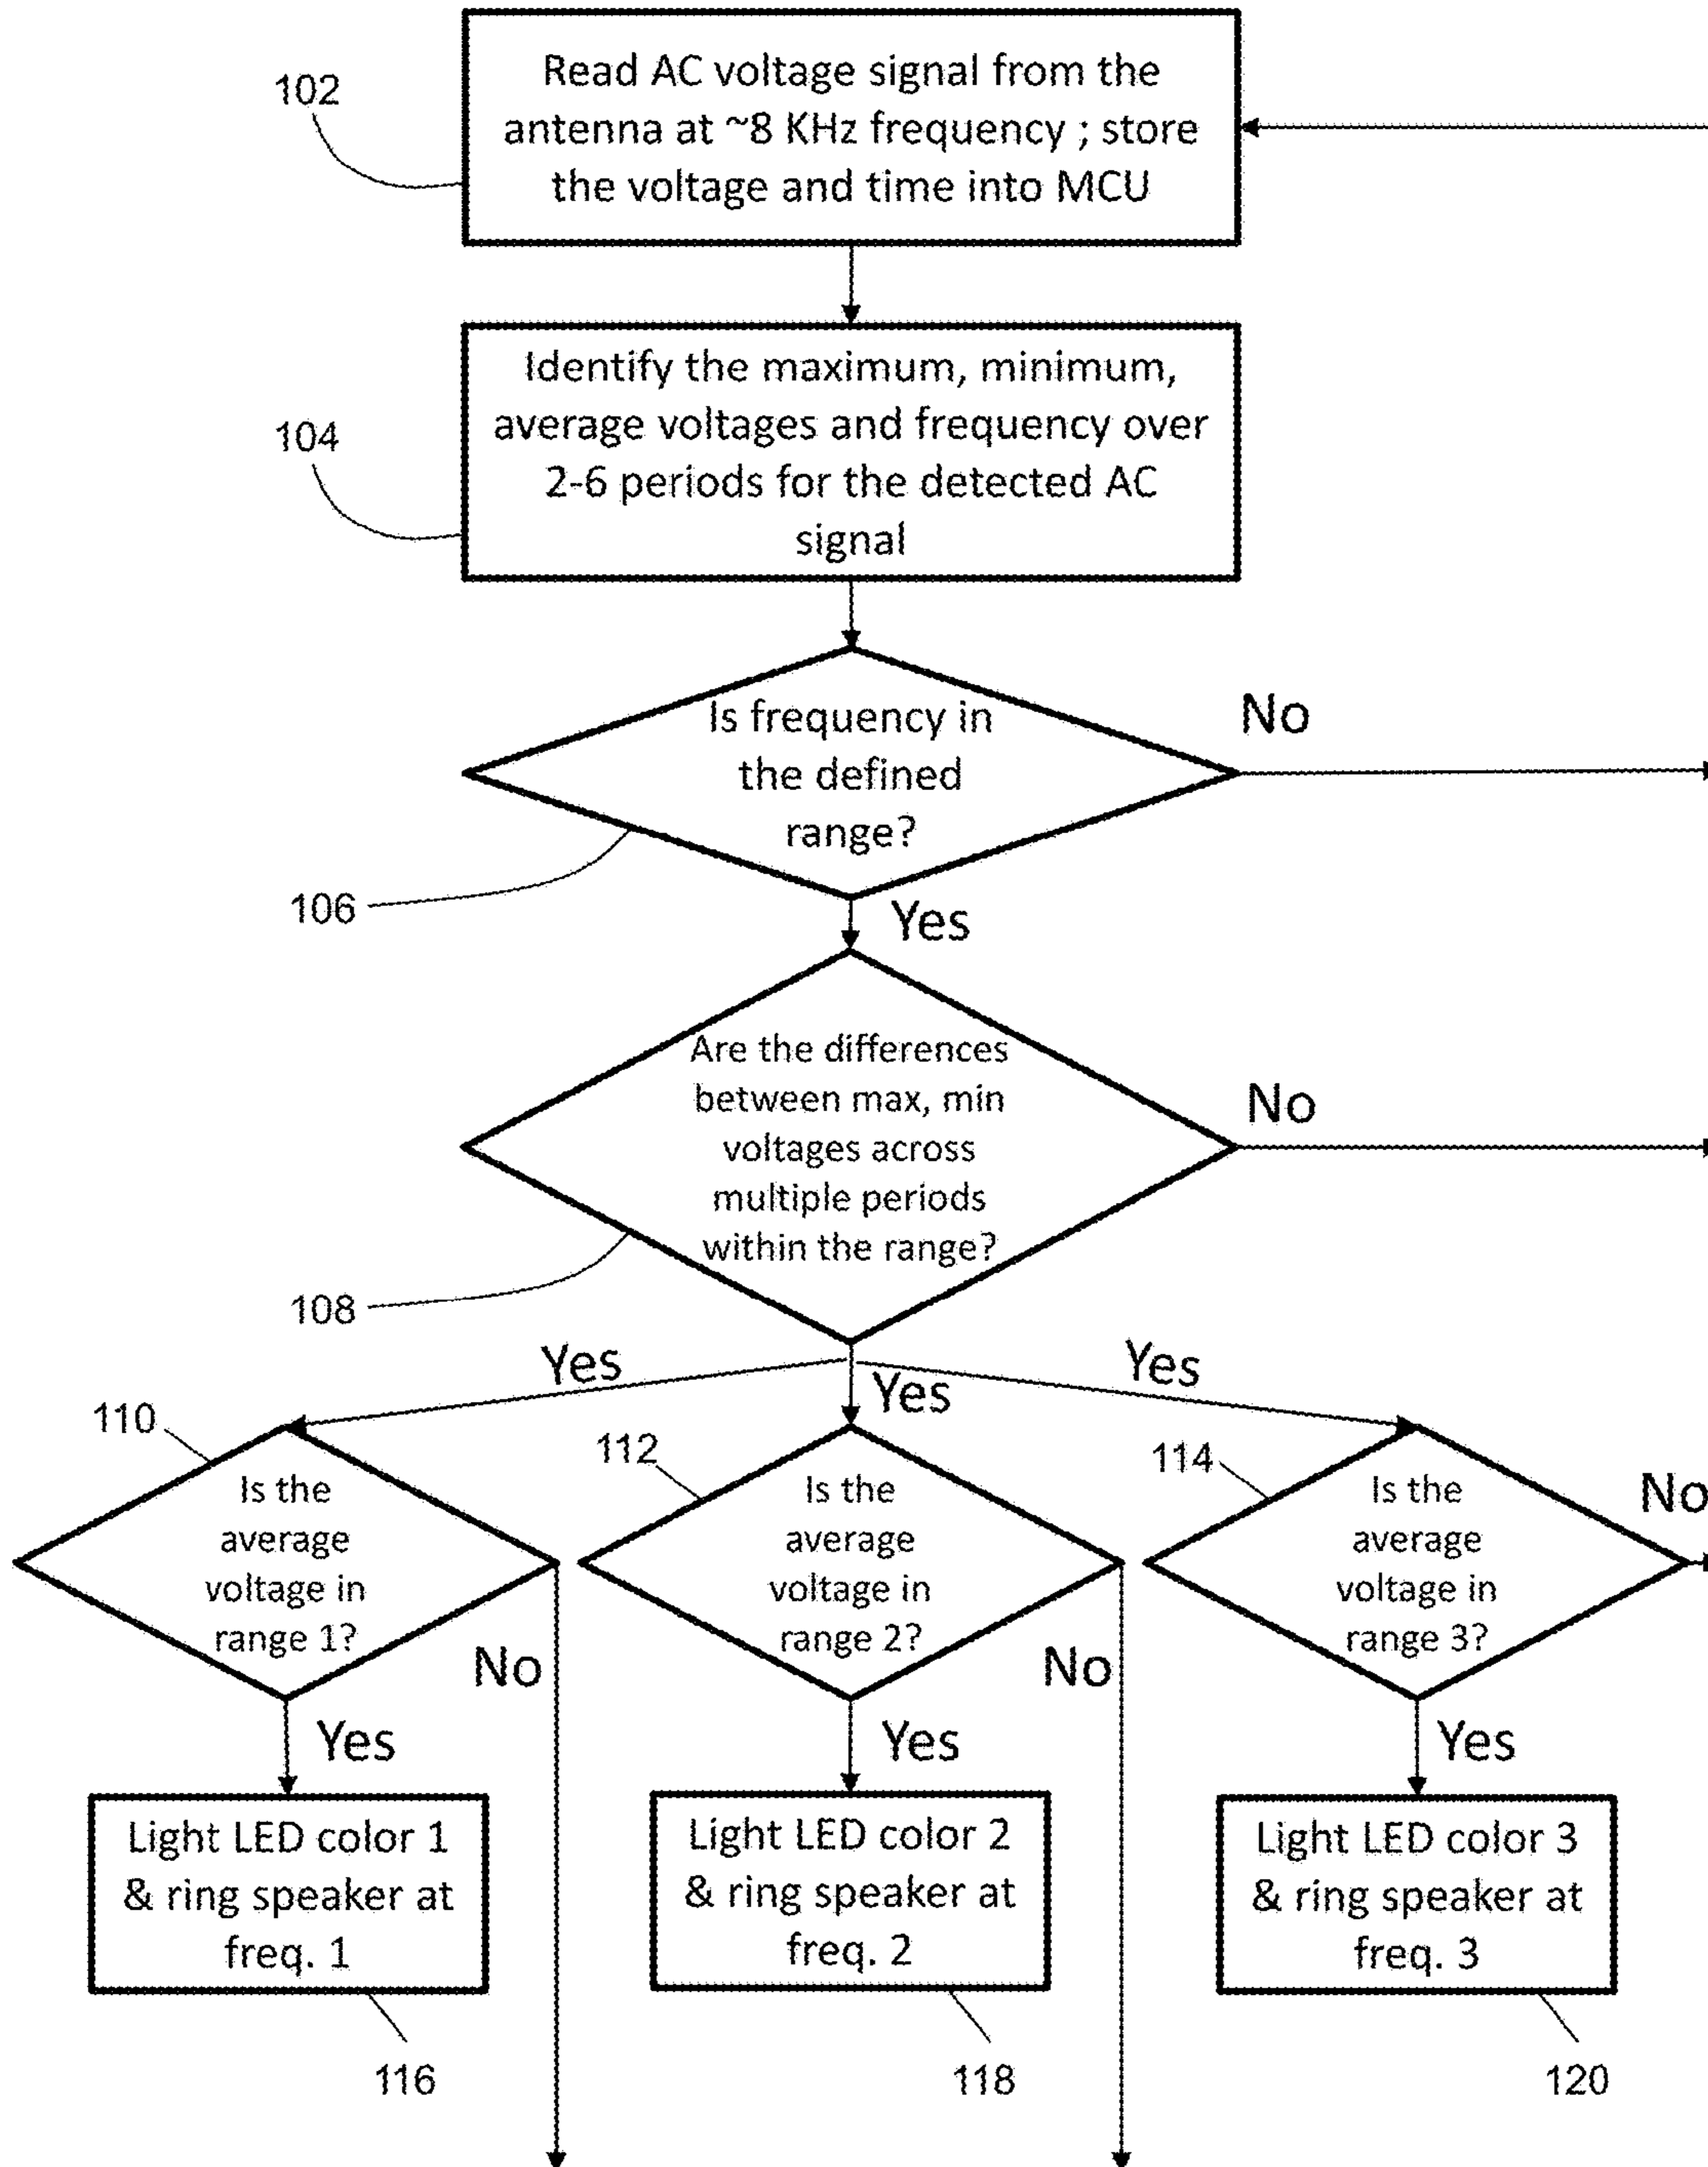 102
Read AC voltage signal from the
antenna at ~8 KHz frequency ; store
the voltage and time into MCU
104
Identify the maximum, minimum,
average voltages and frequency over
2-6 periods for the detected AC
signal
Is frequency in
the defined
range?
No
106
Yes
Are the differences
between max, min
voltages across
multiple periods
within the range?
No
108
Yes
Yes
Yes
110
Is the
average
voltage in
range 1?
No
112
Is the
average
voltage in
range 2?
No
114
Is the
average
voltage in
range 3?
No
Yes
Yes
Yes
Light LED color 1
& ring speaker at
freq. 1
Light LED color 2
& ring speaker at
freq. 2
Light LED color 3
& ring speaker at
freq. 3
116
118
120